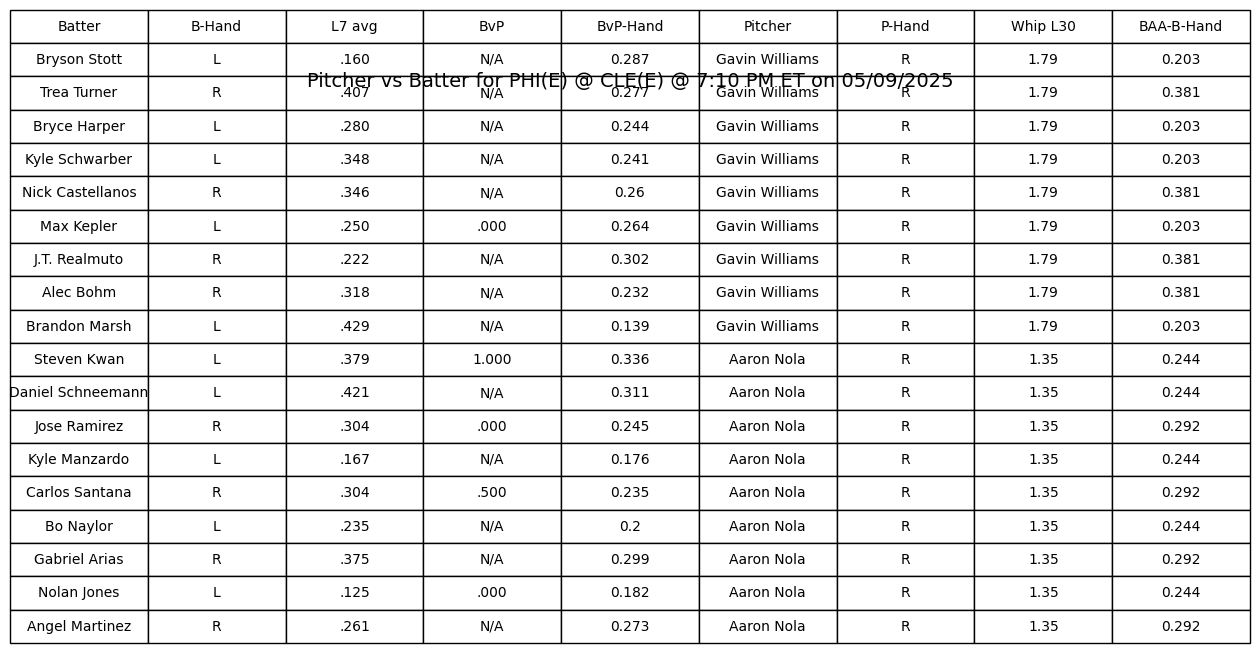 Batter B-Hand L7 avg BvP BvP-Hand Pitcher P-Hand Whip L30 BAA-B-Hand
Bryson Stott L .160 N/A 0.287 Gavin Williams R 1.79 0.203
Pitcher vs Batter for PHI(E) @ CLE(E) @ 7:10 PM ET on 05/09/2025
Trea Turner R .407 N/A 0.277 Gavin Williams R 1.79 0.381
Bryce Harper L .280 N/A 0.244 Gavin Williams R 1.79 0.203
Kyle Schwarber L .348 N/A 0.241 Gavin Williams R 1.79 0.203
Nick Castellanos R .346 N/A 0.26 Gavin Williams R 1.79 0.381
Max Kepler L .250 .000 0.264 Gavin Williams R 1.79 0.203
J.T. Realmuto R .222 N/A 0.302 Gavin Williams R 1.79 0.381
Alec Bohm R .318 N/A 0.232 Gavin Williams R 1.79 0.381
Brandon Marsh L .429 N/A 0.139 Gavin Williams R 1.79 0.203
Steven Kwan L .379 1.000 0.336 Aaron Nola R 1.35 0.244
Daniel Schneemann L .421 N/A 0.311 Aaron Nola R 1.35 0.244
Jose Ramirez R .304 .000 0.245 Aaron Nola R 1.35 0.292
Kyle Manzardo L .167 N/A 0.176 Aaron Nola R 1.35 0.244
Carlos Santana R .304 .500 0.235 Aaron Nola R 1.35 0.292
Bo Naylor L .235 N/A 0.2 Aaron Nola R 1.35 0.244
Gabriel Arias R .375 N/A 0.299 Aaron Nola R 1.35 0.292
Nolan Jones L .125 .000 0.182 Aaron Nola R 1.35 0.244
Angel Martinez R .261 N/A 0.273 Aaron Nola R 1.35 0.292